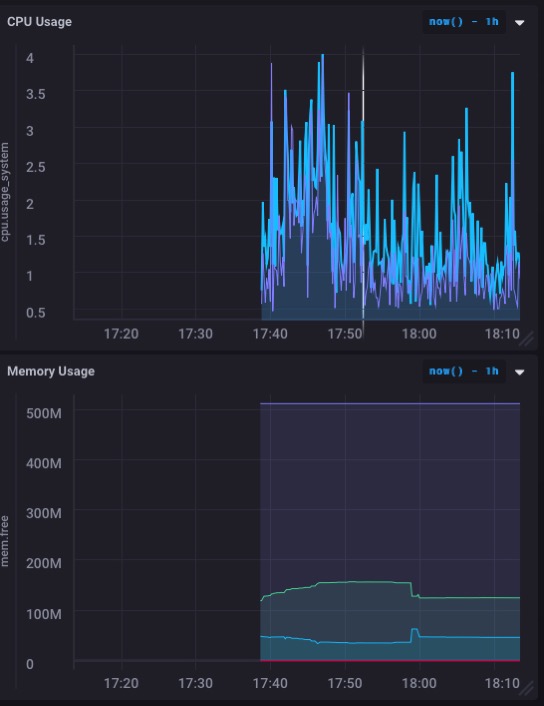 CPU Usage
now() - 1h
4
3.5
3
2.5
2
1.5
1
0.5
cpu.usage_system
17:20 17:30 17:40 17:50 18:00 18:10
Memory Usage
now() - 1h
500M
400M
300M
200M
100M
0
mem.free
17:20 17:30 17:40 17:50 18:00 18:10